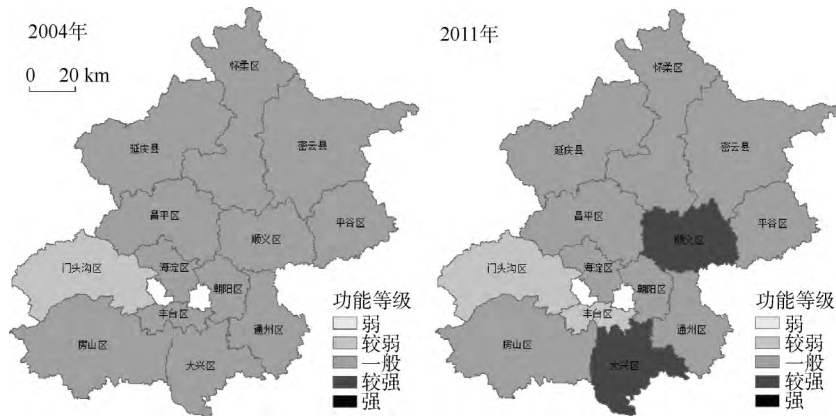 2004年
0 20 km
怀柔区
延庆县
密云县
昌平区
顺义区
平谷区
门头沟区
海淀区
朝阳区
丰台区
通州区
房山区
大兴区
功能等级
弱
较弱
一般
较强
强
2011年
怀柔区
延庆县
密云县
昌平区
顺义区
平谷区
门头沟区
海淀区
朝阳区
丰台区
通州区
房山区
大兴区
功能等级
弱
较弱
一般
较强
强